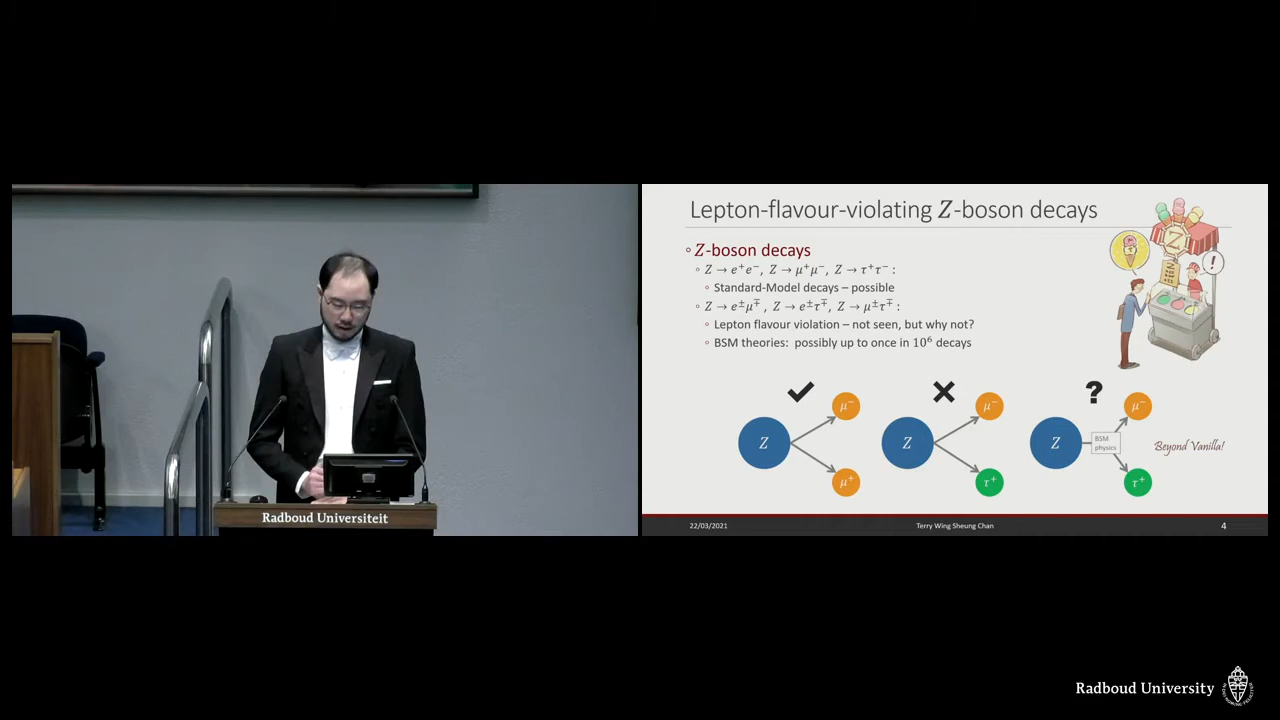 Radboud Universiteit
Lepton-flavour-violating Z-boson decays
Z
◦ Z-boson decays
◦ Z → e⁺e⁻, Z → μ⁺μ⁻, Z → τ⁺τ⁻ :
◦ Standard-Model decays – possible
◦ Z → e±μ∓, Z → e±τ∓, Z → μ±τ∓ :
◦ Lepton flavour violation – not seen, but why not?
◦ BSM theories: possibly up to once in 10⁶ decays
!
✔ ✕ ?
μ⁻ μ⁻ μ⁻
Z Z Z BSM physics Beyond Vanilla!
μ⁺ τ⁺ τ⁺
22/03/2021 Terry Wing Sheung Chan 4
Radboud University